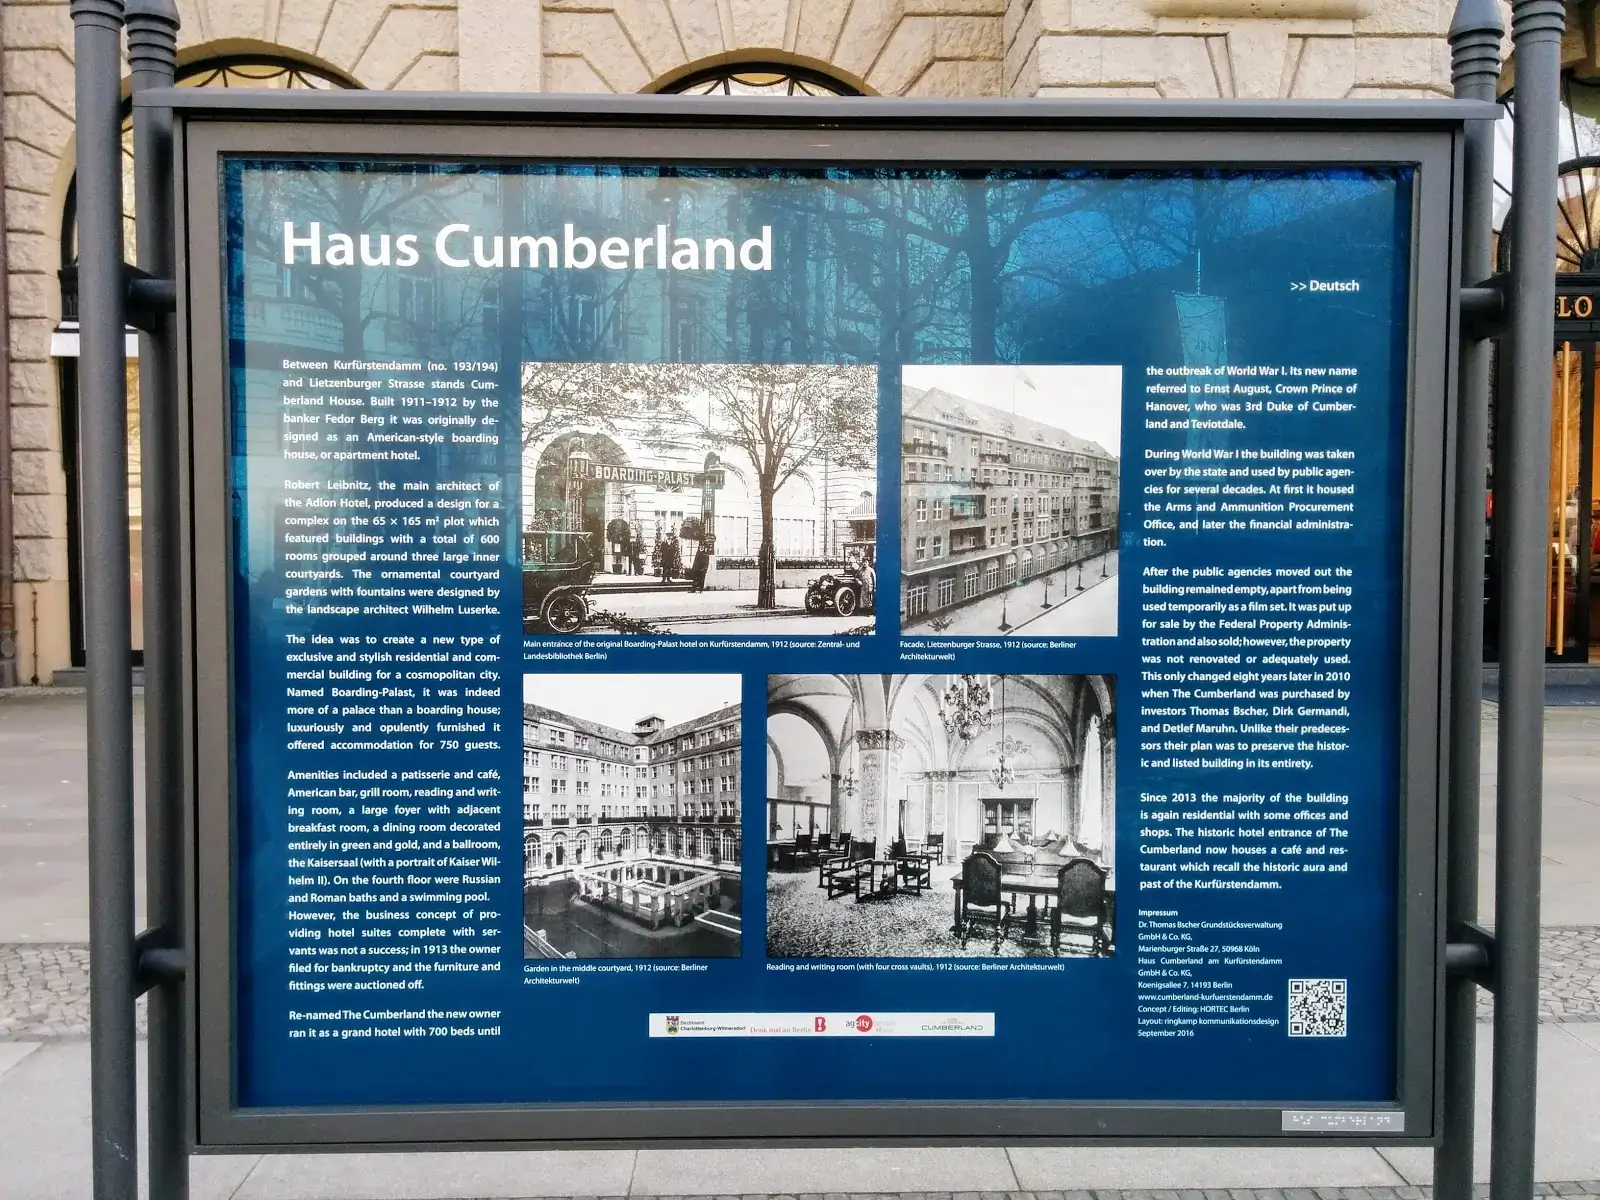 Haus Cumberland
>> Deutsch
Between Kurfürstendamm (no. 193/194)
and Lietzenburger Strasse stands Cum-
berland House. Built 1911–1912 by the
banker Fedor Berg it was originally de-
signed as an American-style boarding
house, or apartment hotel.
Robert Leibnitz, the main architect of
the Adlon Hotel, produced a design for a
complex on the 65 × 165 m² plot which
featured buildings with a total of 600
rooms grouped around three large inner
courtyards. The ornamental courtyard
gardens with fountains were designed by
the landscape architect Wilhelm Luserke.
The idea was to create a new type of
exclusive and stylish residential and com-
mercial building for a cosmopolitan city.
Named Boarding-Palast, it was indeed
more of a palace than a boarding house;
luxuriously and opulently furnished it
offered accommodation for 750 guests.
Amenities included a patisserie and café,
American bar, grill room, reading and writ-
ing room, a large foyer with adjacent
breakfast room, a dining room decorated
entirely in green and gold, and a ballroom,
the Kaisersaal (with a portrait of Kaiser Wil-
helm II). On the fourth floor were Russian
and Roman baths and a swimming pool.
However, the business concept of pro-
viding hotel suites complete with ser-
vants was not a success; in 1913 the owner
filed for bankruptcy and the furniture and
fittings were auctioned off.
Re-named The Cumberland the new owner
ran it as a grand hotel with 700 beds until
BOARDING-PALAST
Main entrance of the original Boarding-Palast hotel on Kurfürstendamm, 1912 (source: Zentral- und
Landesbibliothek Berlin)
Facade, Lietzenburger Strasse, 1912 (source: Berliner
Architekturwelt)
Garden in the middle courtyard, 1912 (source: Berliner
Architekturwelt)
Reading and writing room (with four cross vaults), 1912 (source: Berliner Architekturwelt)
the outbreak of World War I. Its new name
referred to Ernst August, Crown Prince of
Hanover, who was 3rd Duke of Cumber-
land and Teviotdale.
During World War I the building was taken
over by the state and used by public agen-
cies for several decades. At first it housed
the Arms and Ammunition Procurement
Office, and later the financial administra-
tion.
After the public agencies moved out the
building remained empty, apart from being
used temporarily as a film set. It was put up
for sale by the Federal Property Adminis-
tration and also sold; however, the property
was not renovated or adequately used.
This only changed eight years later in 2010
when The Cumberland was purchased by
investors Thomas Bscher, Dirk Germandi,
and Detlef Maruhn. Unlike their predeces-
sors their plan was to preserve the histor-
ic and listed building in its entirety.
Since 2013 the majority of the building
is again residential with some offices and
shops. The historic hotel entrance of The
Cumberland now houses a café and res-
taurant which recall the historic aura and
past of the Kurfürstendamm.
Impressum
Dr. Thomas Bscher Grundstücksverwaltung
GmbH & Co. KG,
Marienburger Straße 27, 50968 Köln
Haus Cumberland am Kurfürstendamm
GmbH & Co. KG,
Koenigsallee 7, 14193 Berlin
www.cumberland-kurfuerstendamm.de
Concept / Editing: HORTEC Berlin
Layout: ringkamp kommunikationsdesign
September 2016
Bezirksamt
Charlottenburg-Wilmersdorf
Denk mal an Berlin
ag city
CUMBERLAND
LO